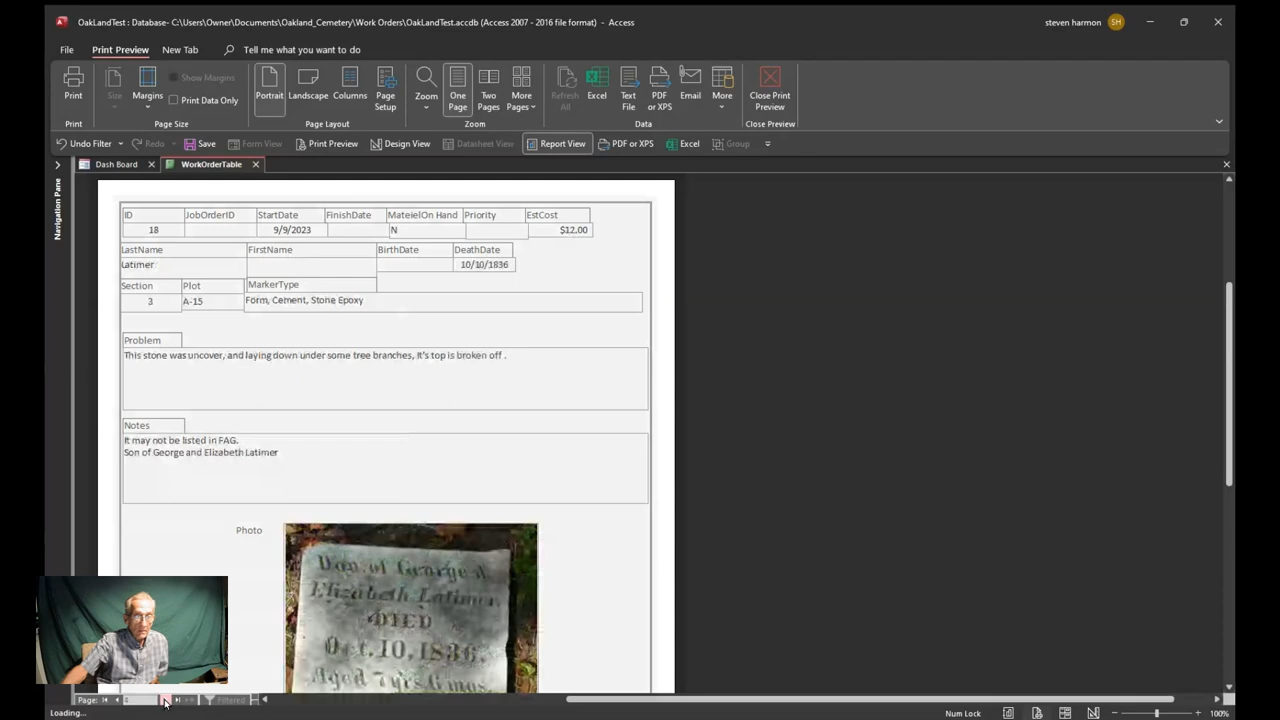 OakLandTest : Database- C:\Users\Owner\Documents\Oakland_Cemetery\Work Orders\OakLandTest.accdb (Access 2007 - 2016 file format) - Access
steven harmon SH
File Print Preview New Tab Tell me what you want to do
Print Size Margins Show Margins Print Data Only Portrait Landscape Columns Page Setup Zoom One Page Two Pages More Pages Refresh All Excel Text File PDF or XPS Email More Close Print Preview
Print Page Size Page Layout Zoom Data Close Preview
Undo Filter Redo Save Form View Print Preview Design View Datasheet View Report View PDF or XPS Excel Group
Dash Board WorkOrderTable
Navigation Pane
ID JobOrderID StartDate FinishDate MateielOn Hand Priority EstCost
18 9/9/2023 N $12.00
LastName FirstName BirthDate DeathDate
Latimer 10/10/1836
Section Plot MarkerType
3 A-15 Form, Cement, Stone Epoxy
Problem
This stone was uncover, and laying down under some tree branches, it's top is broken off .
Notes
It may not be listed in FAG.
Son of George and Elizabeth Latimer
Photo
of George &
Elizabeth Latimer,
DIED
Oct. 10, 1836.
Aged 7 yrs 6 mos.
Page: Filtered
Loading... Num Lock 100%